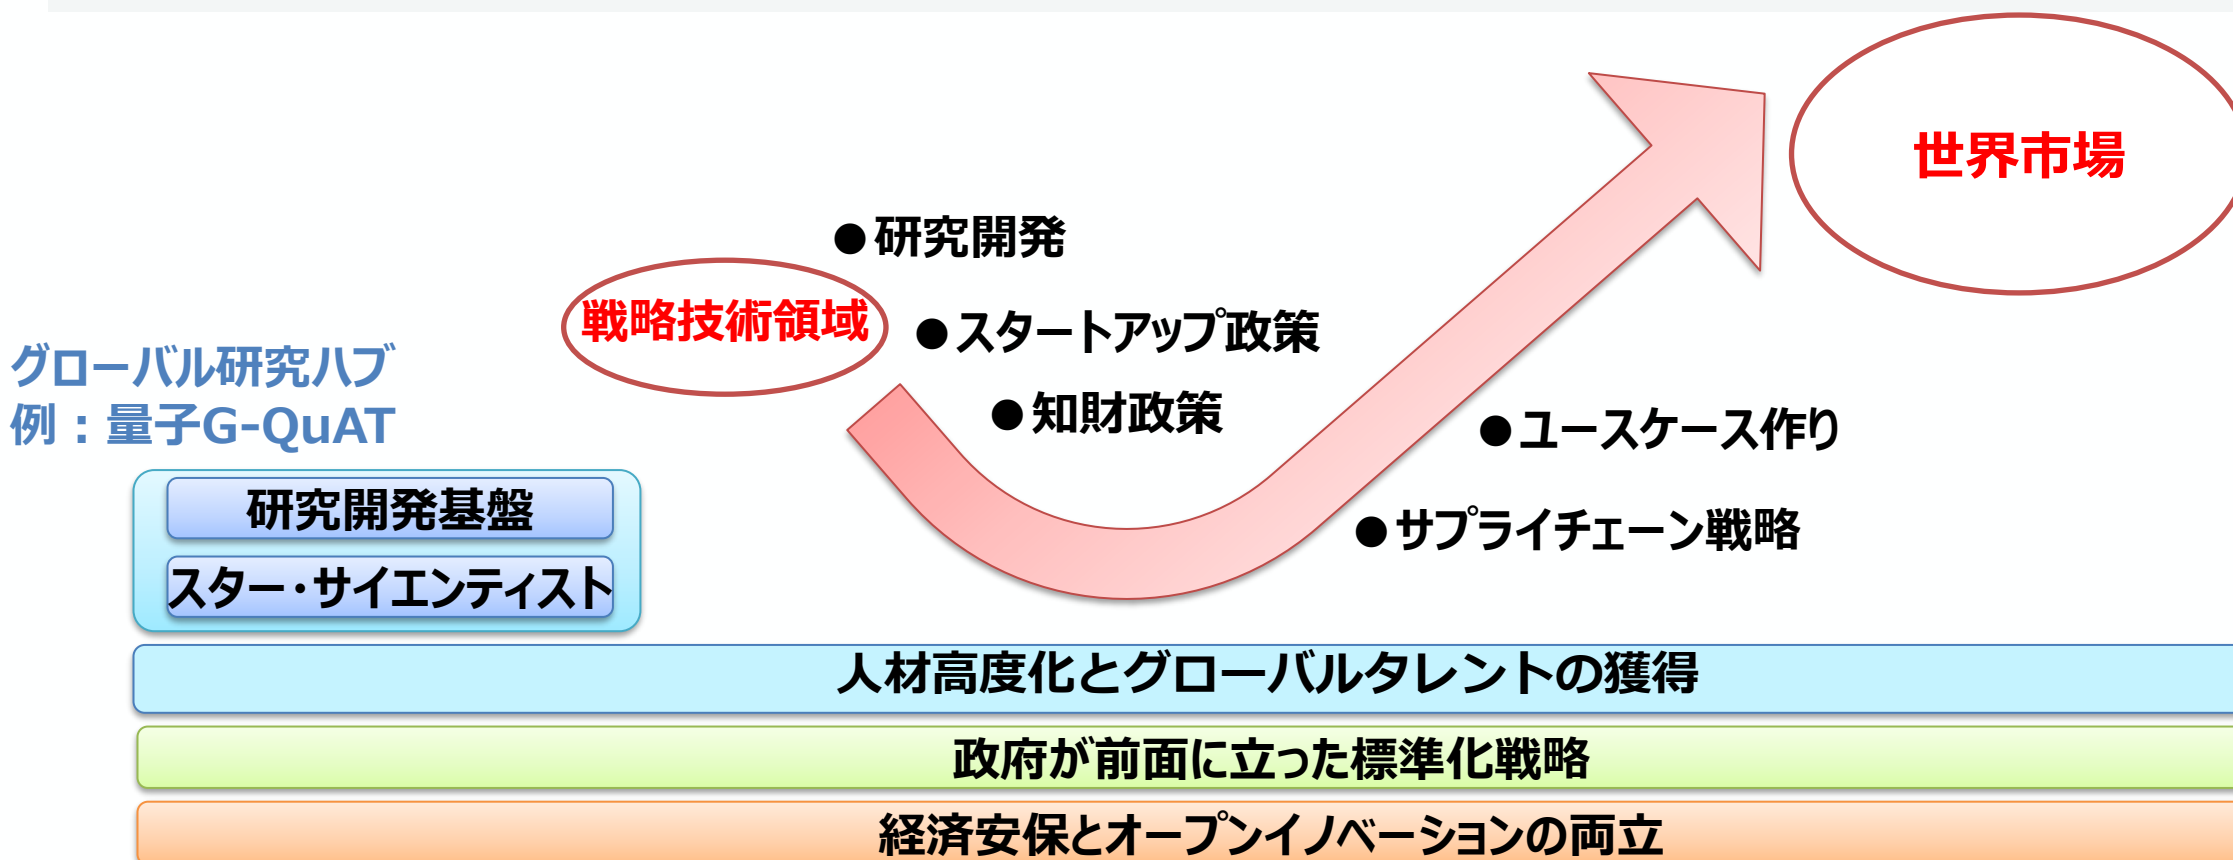 世界市場
●研究開発
戦略技術領域
●スタートアップ政策
グローバル研究ハブ
例：量子G-QuAT
●知財政策
●ユースケース作り
研究開発基盤
●サプライチェーン戦略
スター・サイエンティスト
人材高度化とグローバルタレントの獲得
政府が前面に立った標準化戦略
経済安保とオープンイノベーションの両立